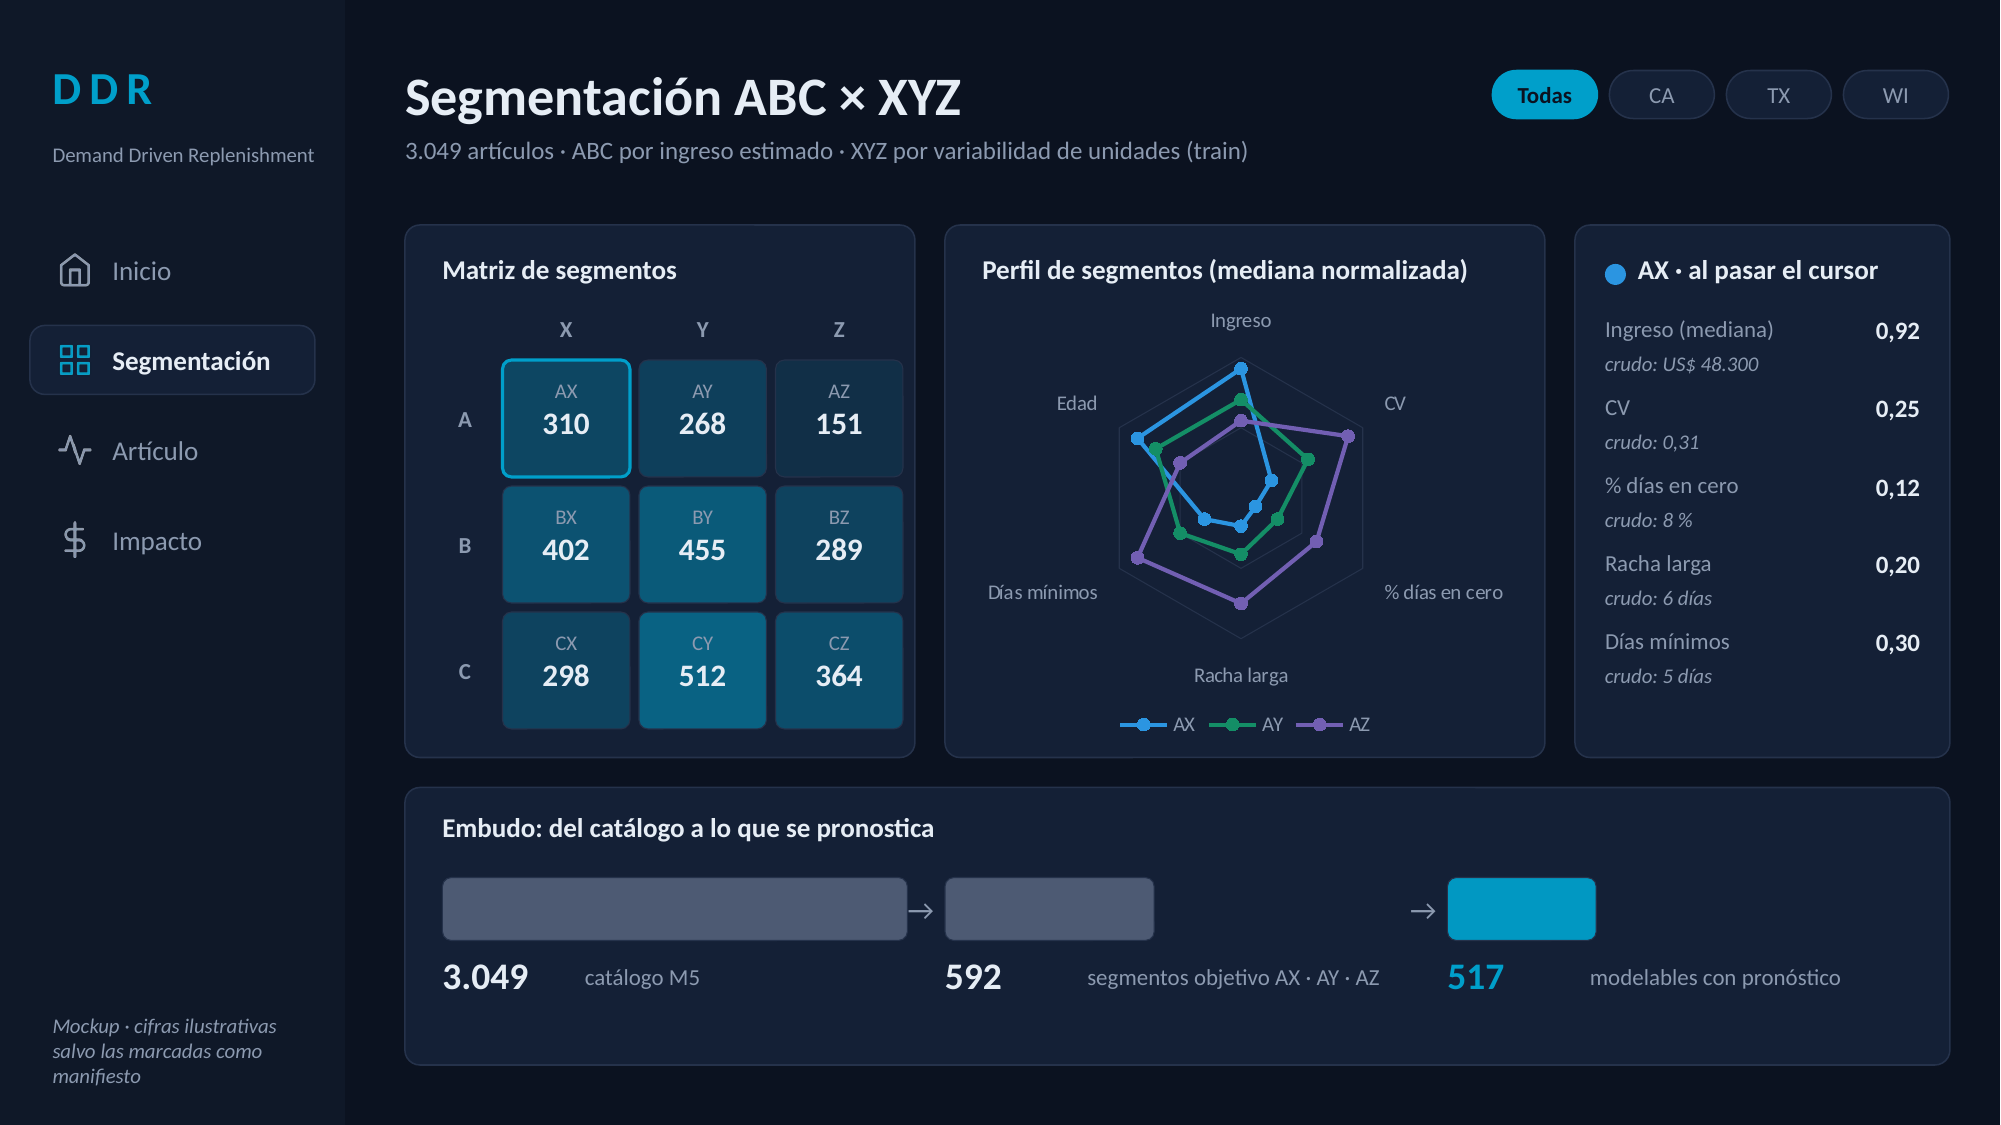 DDR
Demand Driven Replenishment
Inicio
Segmentación
Artículo
Impacto
Mockup · cifras ilustrativas
salvo las marcadas como
manifiesto
Segmentación ABC × XYZ
3.049 artículos · ABC por ingreso estimado · XYZ por variabilidad de unidades (train)
Todas CA TX WI
Matriz de segmentos
X Y Z
A
AX AY AZ
310 268 151
B
BX BY BZ
402 455 289
C
CX CY CZ
298 512 364
Perfil de segmentos (mediana normalizada)
Ingreso
Edad CV
Días mínimos % días en cero
Racha larga
AX AY AZ
AX · al pasar el cursor
Ingreso (mediana) 0,92
crudo: US$ 48.300
CV 0,25
crudo: 0,31
% días en cero 0,12
crudo: 8 %
Racha larga 0,20
crudo: 6 días
Días mínimos 0,30
crudo: 5 días
Embudo: del catálogo a lo que se pronostica
→ →
3.049 catálogo M5 592 segmentos objetivo AX · AY · AZ 517 modelables con pronóstico